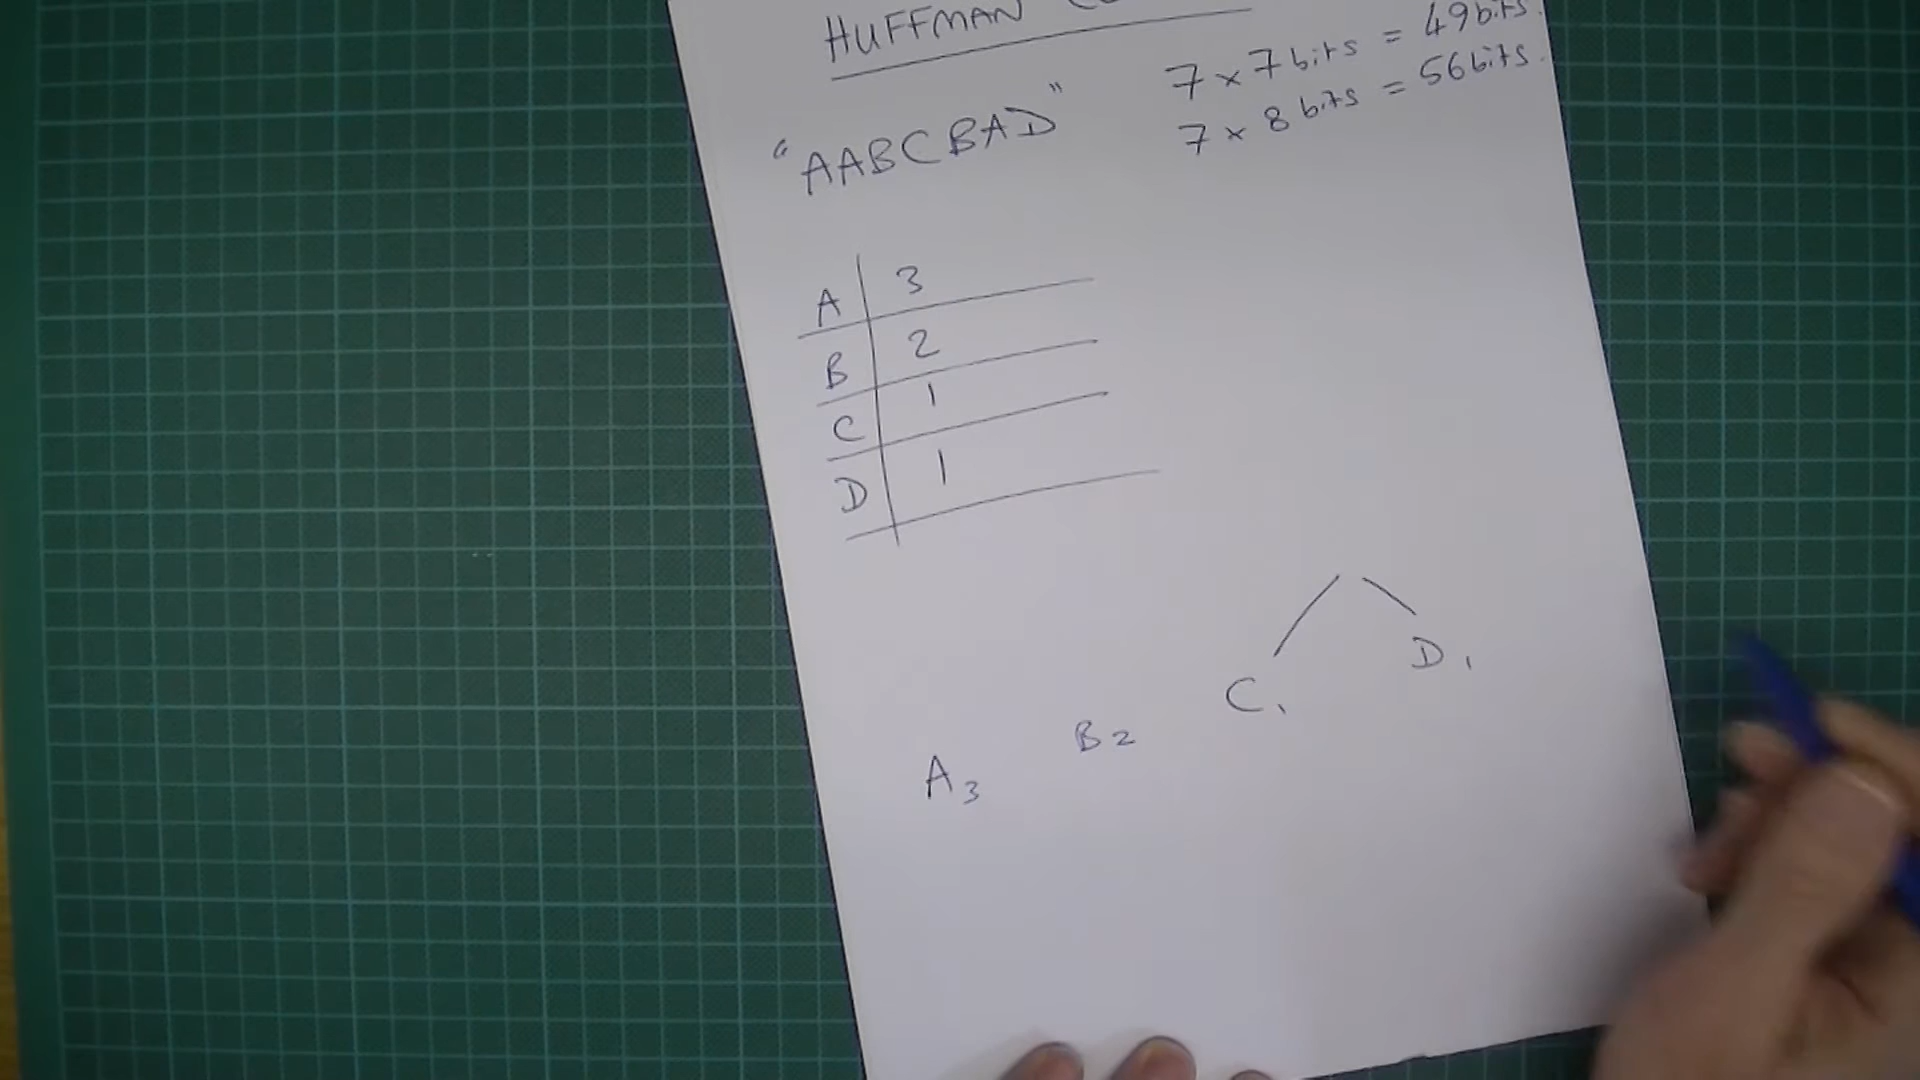 HUFFMAN
7 x 7 bits = 49 bits.
7 x 8 bits = 56 bits.
"AABCBAD"
A 3
B 2
C 1
D 1
D 1
C 1
B 2
A 3